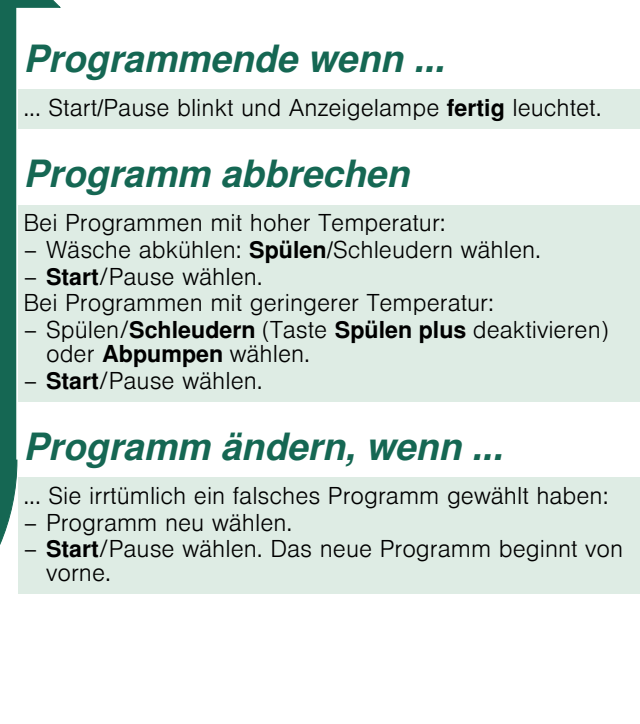 Programmende wenn ...
... Start/Pause blinkt und Anzeigelampe fertig leuchtet.
Programm abbrechen
Bei Programmen mit hoher Temperatur:
– Wäsche abkühlen: Spülen/Schleudern wählen.
– Start/Pause wählen.
Bei Programmen mit geringerer Temperatur:
– Spülen/Schleudern (Taste Spülen plus deaktivieren)
oder Abpumpen wählen.
– Start/Pause wählen.
Programm ändern, wenn ...
... Sie irrtümlich ein falsches Programm gewählt haben:
– Programm neu wählen.
– Start/Pause wählen. Das neue Programm beginnt von
vorne.